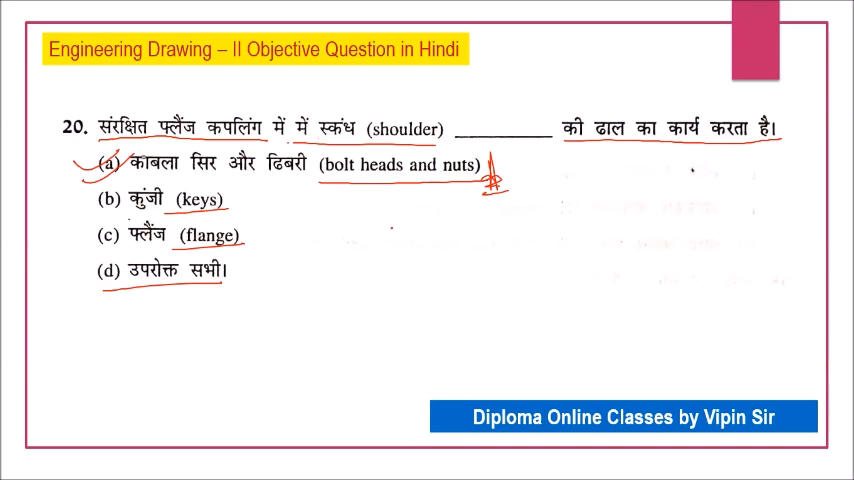 Engineering Drawing – II Objective Question in Hindi
20. संरक्षित फ्लैंज कपलिंग में में स्कंध (shoulder) __________ की ढाल का कार्य करता है।
(a) काबला सिर और ढिबरी (bolt heads and nuts)
(b) कुंजी (keys)
(c) फ्लैंज (flange)
(d) उपरोक्त सभी।
Diploma Online Classes by Vipin Sir